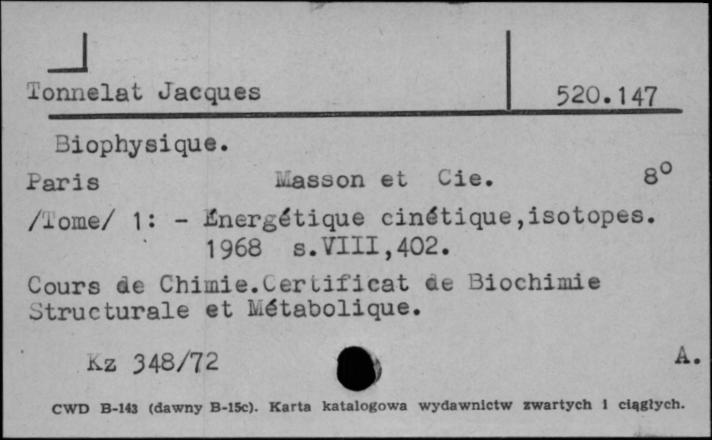 Tonnelat Jacques 520.147
Biophysique.
Paris Masson et Cie. 8°
/Tome/ 1: - Énergétique cinétique,isotopes.
1968 s.VIII,402.
Cours de Chimie.Certificat de Biochimie
Structurale et Métabolique.
Kz 348/72 A.
CWD B-143 (dawny B-15c). Karta katalogowa wydawnictw zwartych i ciągłych.